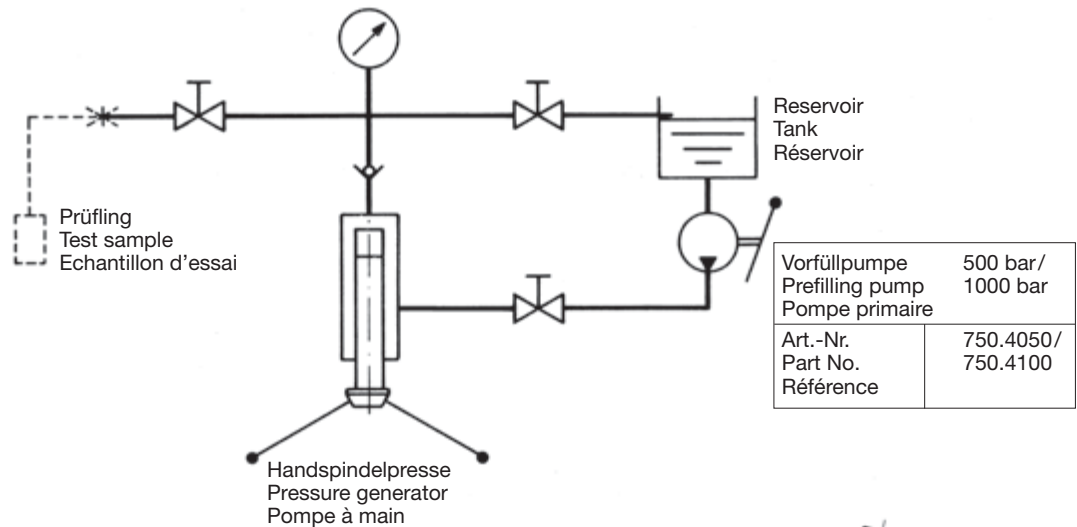 Reservoir
Tank
Réservoir
Prüfling
Test sample
Echantillon d'essai
Vorfüllpumpe 500 bar/
Prefilling pump 1000 bar
Pompe primaire
Art.-Nr. 750.4050/
Part No. 750.4100
Référence
Handspindelpresse
Pressure generator
Pompe à main